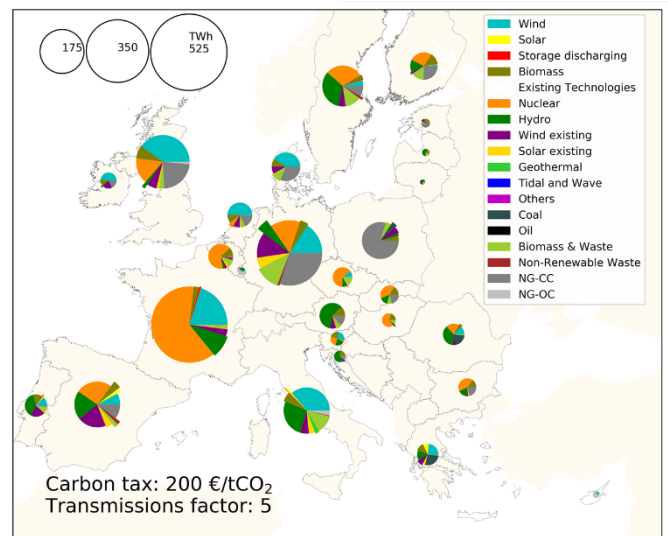 TWh
175
350
525
Wind
Solar
Storage discharging
Biomass
Existing Technologies
Nuclear
Hydro
Wind existing
Solar existing
Geothermal
Tidal and Wave
Others
Coal
Oil
Biomass & Waste
Non-Renewable Waste
NG-CC
NG-OC
Carbon tax: 200 €/tCO₂
Transmissions factor: 5